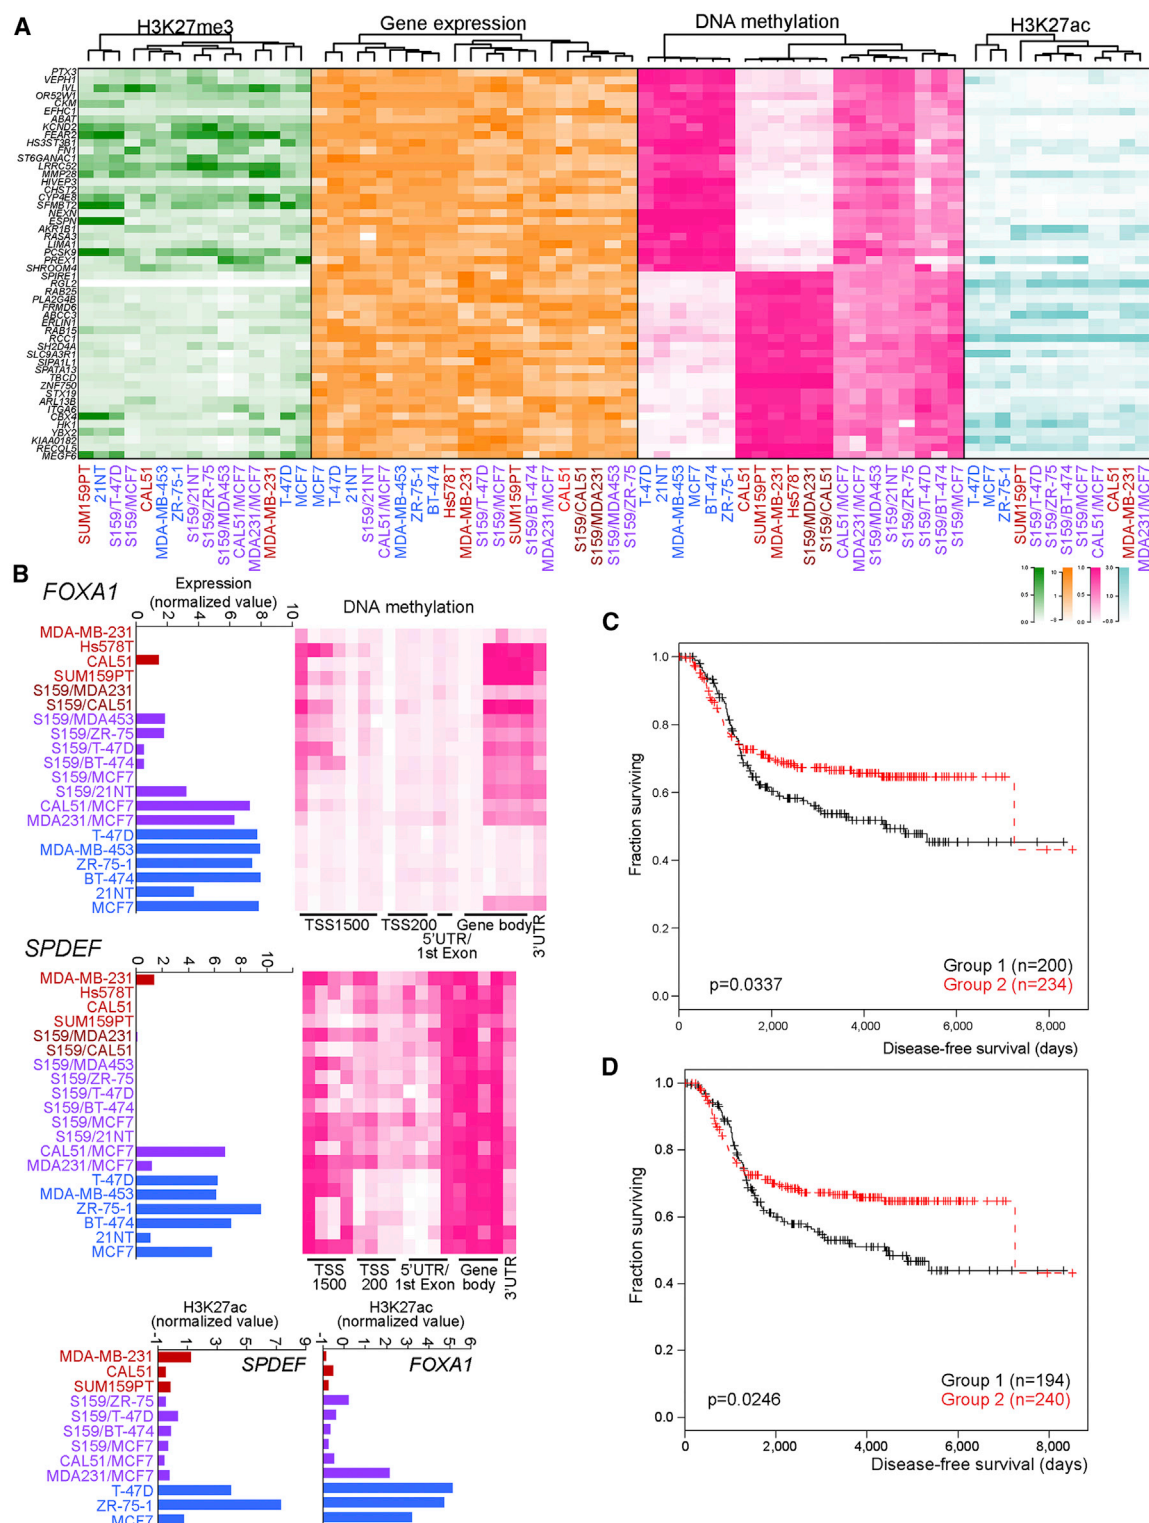 A
H3K27me3
Gene expression
DNA methylation
H3K27ac
PTX3
VEPH1
IVL
OR52W1
CKM
EFHC1
ABAT
KCND2
FEAR2
HS3ST3B1
FN1
ST6GANAC1
LRRC52
MMP28
HIVEP3
CHST2
CYP4E8
SFMBT2
NEXN
ESPN
AKR1B1
RASA3
LIMA1
PCSK9
PREX1
SHROOM4
SPIRE1
RGL2
RAB25
PLA2G4B
FRMD6
ABCC3
ERLIN1
RAB15
RCC1
SH2D4A
SLC9A3R1
SIPA1L1
SPATA13
TBCD
ZNF750
STX19
ARL13B
ITGA6
CBX4
HK1
YBX2
KIAA0182
RECQL5
MEGF6
SUM159PT
21NT
S159/T-47D
S159/MCF7
CAL51
MDA-MB-453
ZR-75-1
S159/21NT
S159/ZR-75
S159/MDA453
CAL51/MCF7
MDA231/MCF7
MDA-MB-231
T-47D
MCF7
MCF7
T-47D
21NT
S159/21NT
CAL51/MCF7
MDA-MB-453
ZR-75-1
BT-474
Hs578T
MDA-MB-231
S159/T-47D
S159/MCF7
SUM159PT
S159/BT-474
MDA231/MCF7
CAL51
S159/CAL51
S159/MDA231
S159/MDA453
S159/ZR-75
T-47D
21NT
MDA-MB-453
MCF7
BT-474
ZR-75-1
CAL51
SUM159PT
MDA-MB-231
Hs578T
S159/MDA231
S159/CAL51
CAL51/MCF7
MDA231/MCF7
S159/MDA453
S159/21NT
S159/ZR-75
S159/T-47D
S159/BT-474
S159/MCF7
T-47D
MCF7
ZR-75-1
SUM159PT
S159/T-47D
S159/ZR-75
S159/BT-474
S159/MCF7
CAL51/MCF7
CAL51
MDA-MB-231
MDA231/MCF7
1.0
0.5
0.0
10
1
1.0
0.5
0.0
3.0
1.0
B
FOXA1
Expression
(normalized value)
0 2 4 6 8 10
DNA methylation
MDA-MB-231
Hs578T
CAL51
SUM159PT
S159/MDA231
S159/CAL51
S159/MDA453
S159/ZR-75
S159/T-47D
S159/BT-474
S159/MCF7
S159/21NT
CAL51/MCF7
MDA231/MCF7
T-47D
MDA-MB-453
ZR-75-1
BT-474
21NT
MCF7
TSS1500 TSS200 5'UTR/ 1st Exon Gene body 3'UTR
SPDEF
0 2 4 6 8 10
MDA-MB-231
Hs578T
CAL51
SUM159PT
S159/MDA231
S159/CAL51
S159/MDA453
S159/ZR-75
S159/T-47D
S159/BT-474
S159/MCF7
S159/21NT
CAL51/MCF7
MDA231/MCF7
T-47D
MDA-MB-453
ZR-75-1
BT-474
21NT
MCF7
TSS 1500 TSS 200 5'UTR/ 1st Exon Gene body 3'UTR
H3K27ac
(normalized value)
-1 1 3 5 7 9
SPDEF
H3K27ac
(normalized value)
-1 0 1 2 3 4 5 6
FOXA1
MDA-MB-231
CAL51
SUM159PT
S159/ZR-75
S159/T-47D
S159/BT-474
S159/MCF7
CAL51/MCF7
MDA231/MCF7
T-47D
ZR-75-1
MCF7
C
Fraction surviving
1.0
0.8
0.6
0.4
0.2
0.0
p=0.0337
Group 1 (n=200)
Group 2 (n=234)
0 2,000 4,000 6,000 8,000
Disease-free survival (days)
D
Fraction surviving
1.0
0.8
0.6
0.4
0.2
0.0
p=0.0246
Group 1 (n=194)
Group 2 (n=240)
0 2,000 4,000 6,000 8,000
Disease-free survival (days)